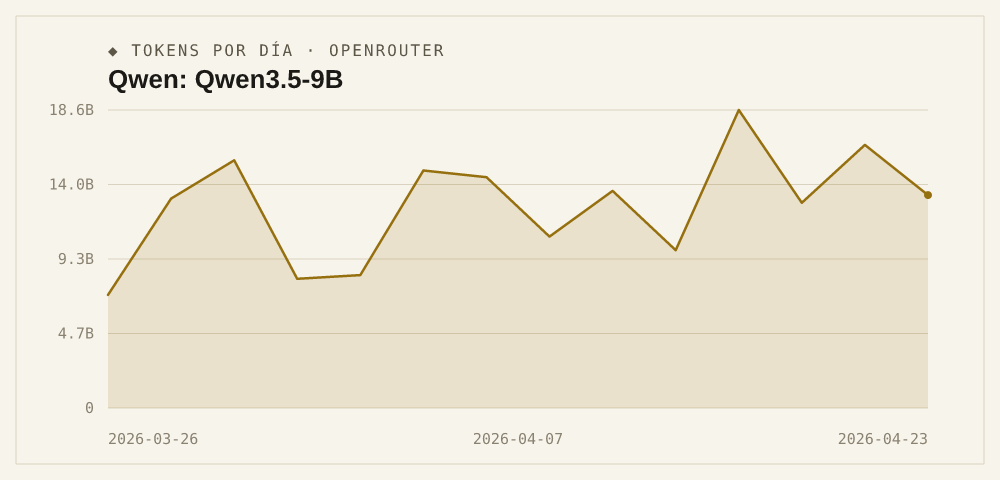 ◆ TOKENS POR DÍA · OPENROUTER
Qwen: Qwen3.5-9B
18.6B
14.0B
9.3B
4.7B
0
2026-03-26 2026-04-07 2026-04-23